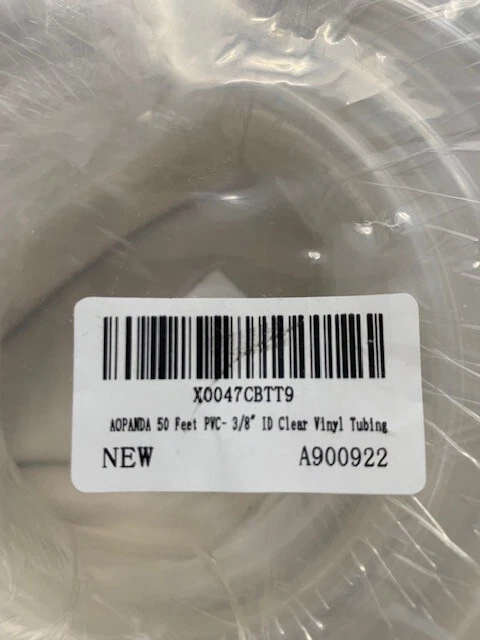 X0047CBTT9
AOPANDA 50 Feet PVC- 3/8" ID Clear Vinyl Tubing
NEW A900922